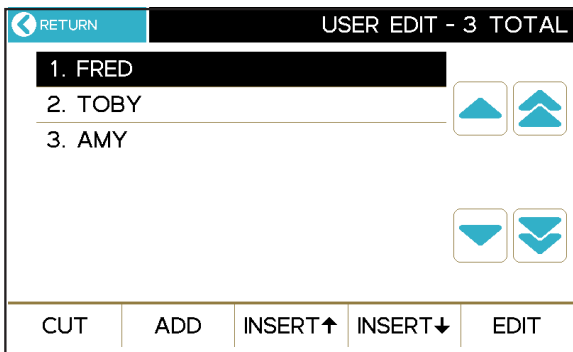 RETURN
USER EDIT - 3 TOTAL
1. FRED
2. TOBY
3. AMY
CUT ADD INSERT↑ INSERT↓ EDIT